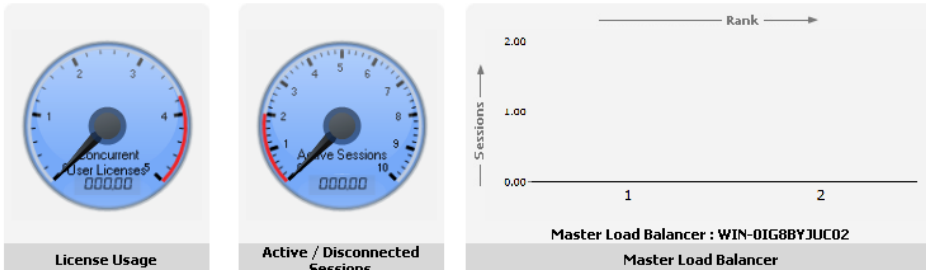 1
2
3
4
5
Concurrent
User Licenses
000.00
License Usage
1
2
3
4
5
6
7
8
9
10
Active Sessions
000.00
Active / Disconnected
Sessions
Rank
2.00
1.00
0.00
Sessions
1 2
Master Load Balancer : WIN-0IG8BYJUC02
Master Load Balancer